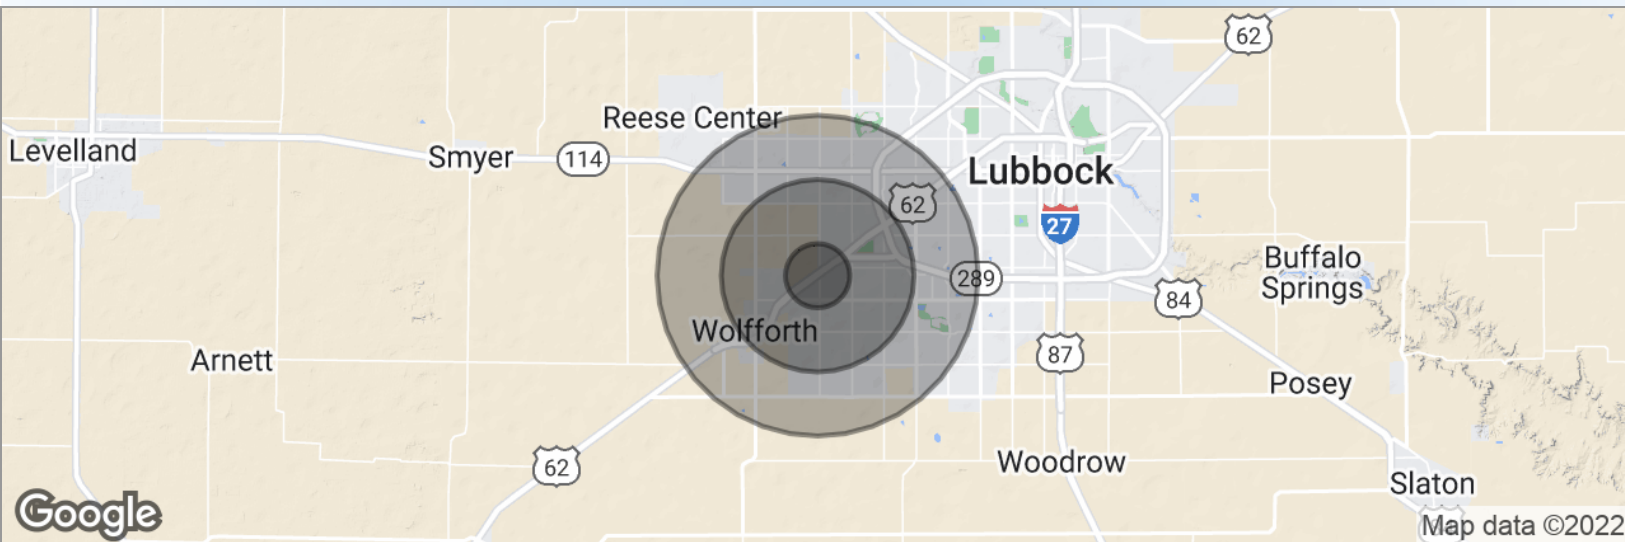 62
Reese Center
Levelland
Smyer
114
Lubbock
62
27
Buffalo
Springs
289
84
Wolfforth
87
Arnett
Posey
62
Woodrow
Slaton
Google
Map data ©2022